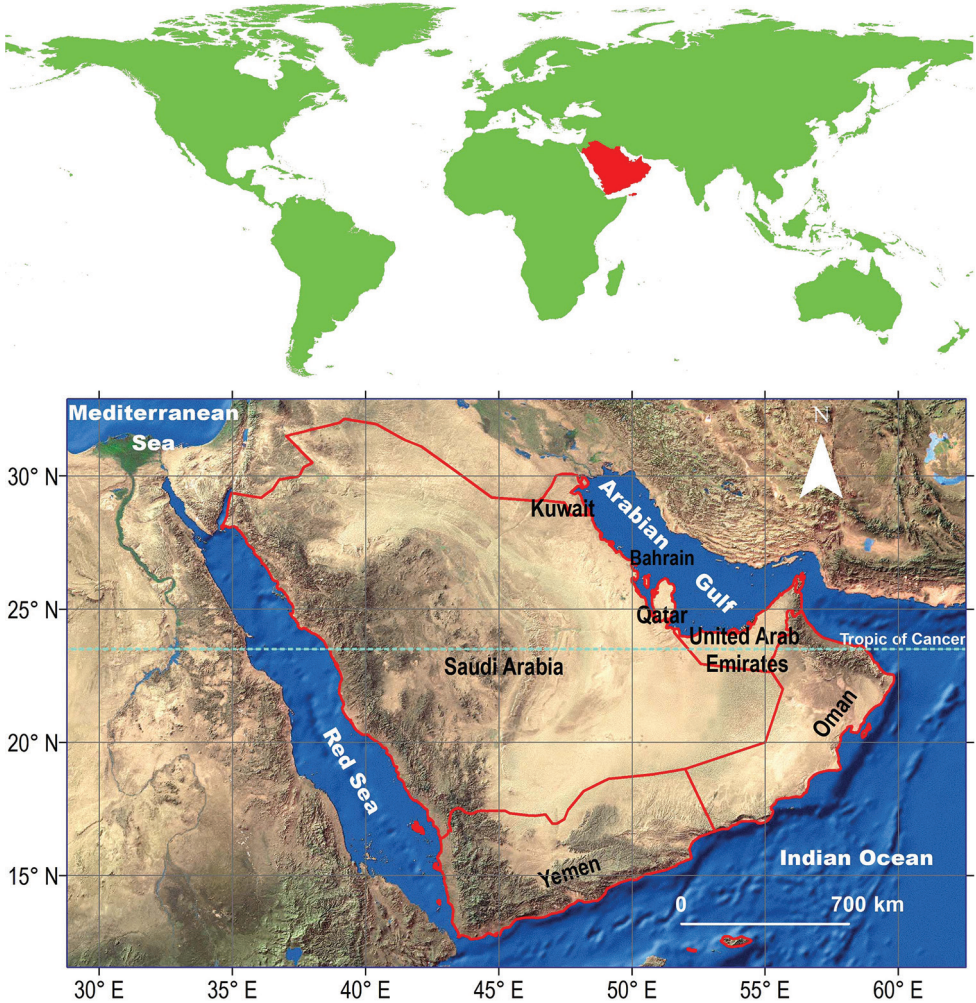 Mediterranean
Sea
N
30° N
Kuwait
Arabian
Gulf
Bahrain
25° N
Qatar
United Arab
Emirates
Tropic of Cancer
Saudi Arabia
Oman
20° N
Red Sea
15° N
Yemen
Indian Ocean
0 700 km
30° E 35° E 40° E 45° E 50° E 55° E 60° E